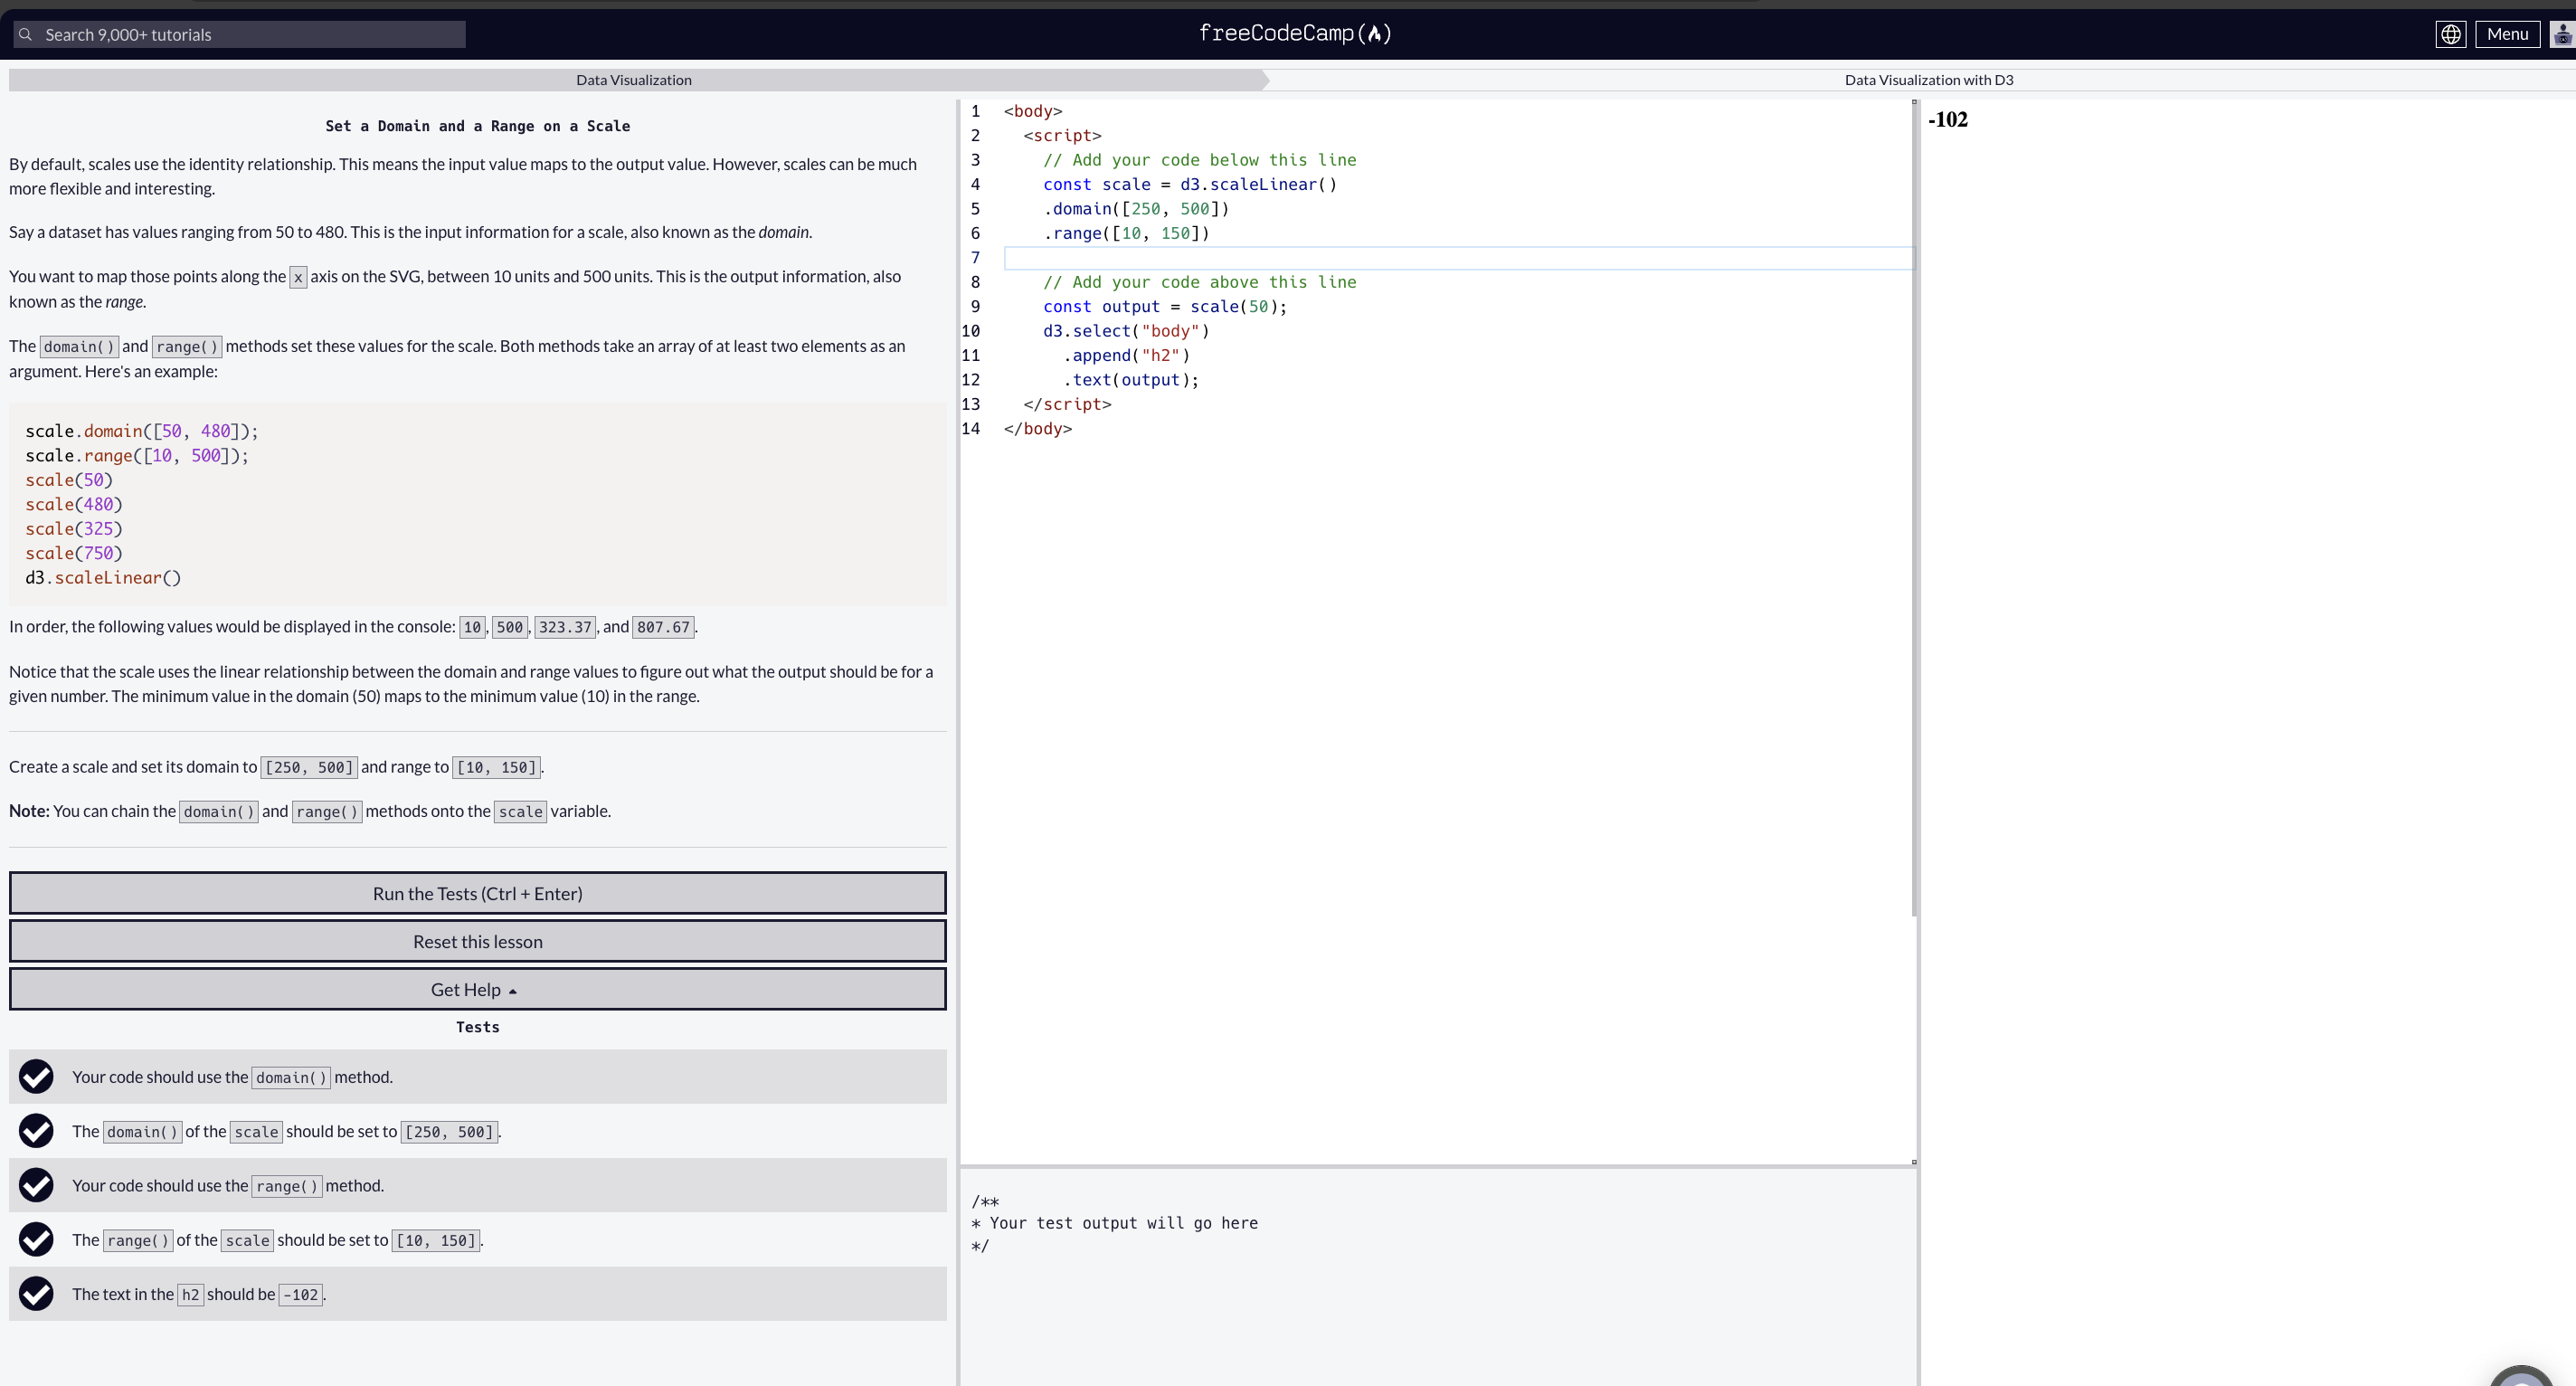 Search 9,000+ tutorials
freeCodeCamp
Menu
Data Visualization
Data Visualization with D3
Set a Domain and a Range on a Scale
By default, scales use the identity relationship. This means the input value maps to the output value. However, scales can be much
more flexible and interesting.
Say a dataset has values ranging from 50 to 480. This is the input information for a scale, also known as the domain.
You want to map those points along the x axis on the SVG, between 10 units and 500 units. This is the output information, also
known as the range.
The domain() and range() methods set these values for the scale. Both methods take an array of at least two elements as an
argument. Here's an example:
scale.domain([50, 480]);
scale.range([10, 500]);
scale(50)
scale(480)
scale(325)
scale(750)
d3.scaleLinear()
In order, the following values would be displayed in the console: 10, 500, 323.37, and 807.67.
Notice that the scale uses the linear relationship between the domain and range values to figure out what the output should be for a
given number. The minimum value in the domain (50) maps to the minimum value (10) in the range.
Create a scale and set its domain to [250, 500] and range to [10, 150].
Note: You can chain the domain() and range() methods onto the scale variable.
Run the Tests (Ctrl + Enter)
Reset this lesson
Get Help
Tests
Your code should use the domain() method.
The domain() of the scale should be set to [250, 500].
Your code should use the range() method.
The range() of the scale should be set to [10, 150].
The text in the h2 should be -102.
1 <body>
2 <script>
3 // Add your code below this line
4 const scale = d3.scaleLinear()
5 .domain([250, 500])
6 .range([10, 150])
7
8 // Add your code above this line
9 const output = scale(50);
10 d3.select("body")
11 .append("h2")
12 .text(output);
13 </script>
14 </body>
/**
* Your test output will go here
*/
-102